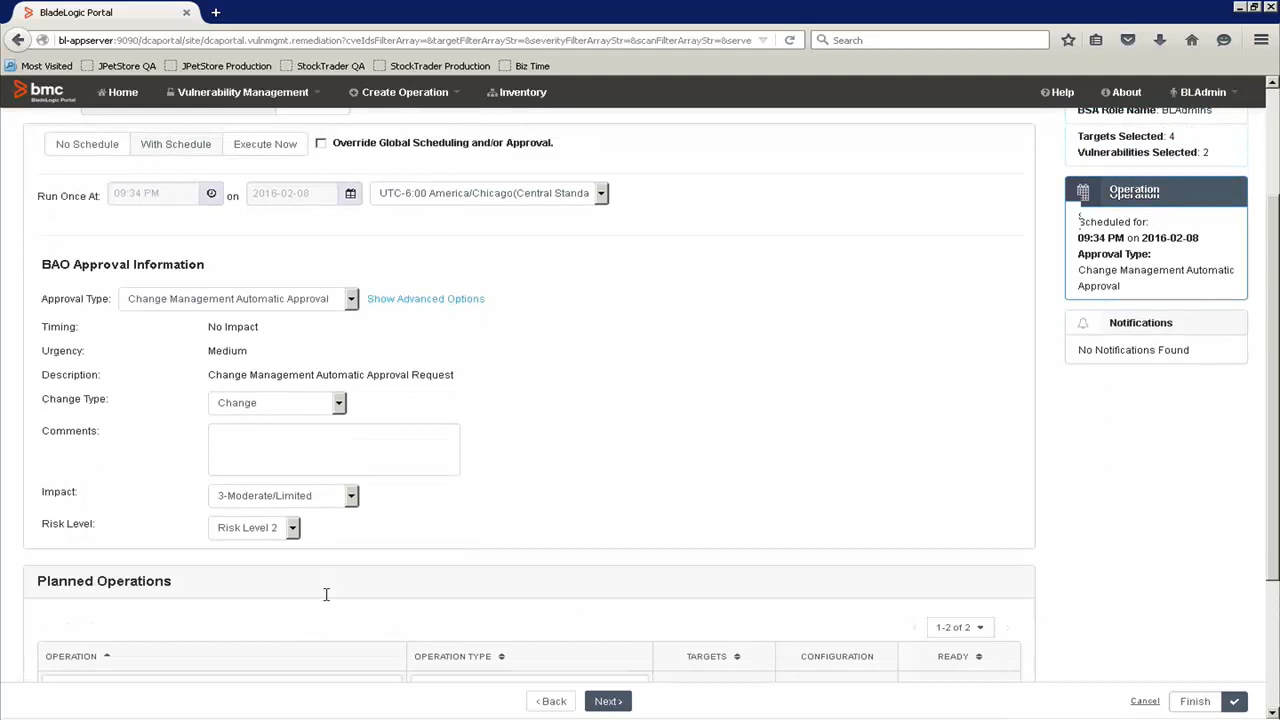 BladeLogic Portal
bl-appserver:9090/dcaportal/site/dcaportal.vulnmgmt.remediation?cveIdsFilterArray=&targetFilterArrayStr=&severityFilterArrayStr=&scanFilterArrayStr=&serve
Search
Most Visited JPetStore QA JPetStore Production StockTrader QA StockTrader Production Biz Time
bmc
BladeLogic Portal
Home Vulnerability Management Create Operation Inventory Help About BLAdmin
BSA Role Name: BLAdmins
Targets Selected: 4
Vulnerabilities Selected: 2
No Schedule With Schedule Execute Now Override Global Scheduling and/or Approval.
Run Once At: 09:34 PM on 2016-02-08 UTC-6:00 America/Chicago(Central Standa
Operation
Scheduled for:
09:34 PM on 2016-02-08
Approval Type:
Change Management Automatic
Approval
BAO Approval Information
Approval Type: Change Management Automatic Approval Show Advanced Options
Timing: No Impact
Urgency: Medium
Description: Change Management Automatic Approval Request
Change Type: Change
Comments:
Impact: 3-Moderate/Limited
Risk Level: Risk Level 2
Notifications
No Notifications Found
Planned Operations
1-2 of 2
OPERATION OPERATION TYPE TARGETS CONFIGURATION READY
‹ Back Next › Cancel Finish